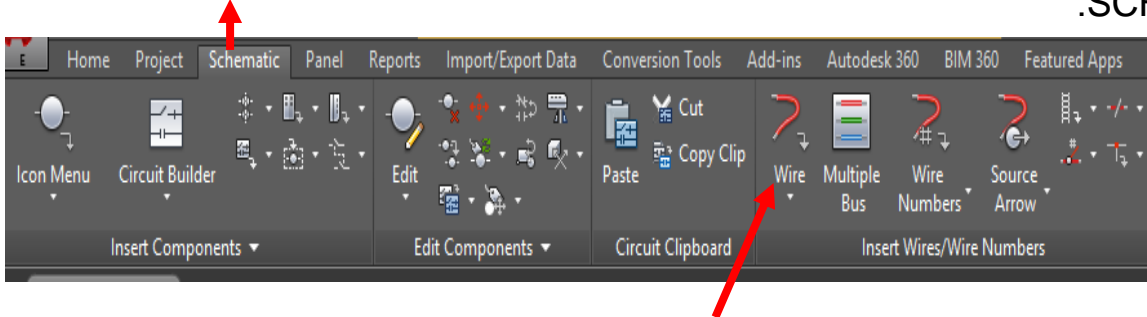 .SCH
E
Home Project Schematic Panel Reports Import/Export Data Conversion Tools Add-ins Autodesk 360 BIM 360 Featured Apps
Icon Menu
Circuit Builder
Edit
Paste
Cut
Copy Clip
Wire
Multiple
Bus
Wire
Numbers
Source
Arrow
Insert Components
Edit Components
Circuit Clipboard
Insert Wires/Wire Numbers